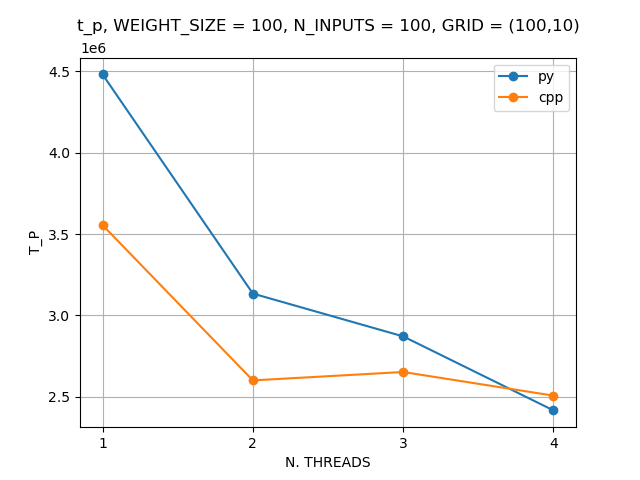 t_p, WEIGHT_SIZE = 100, N_INPUTS = 100, GRID = (100,10)
1e6
4.5
4.0
3.5
3.0
2.5
T_P
py
cpp
1 2 3 4
N. THREADS